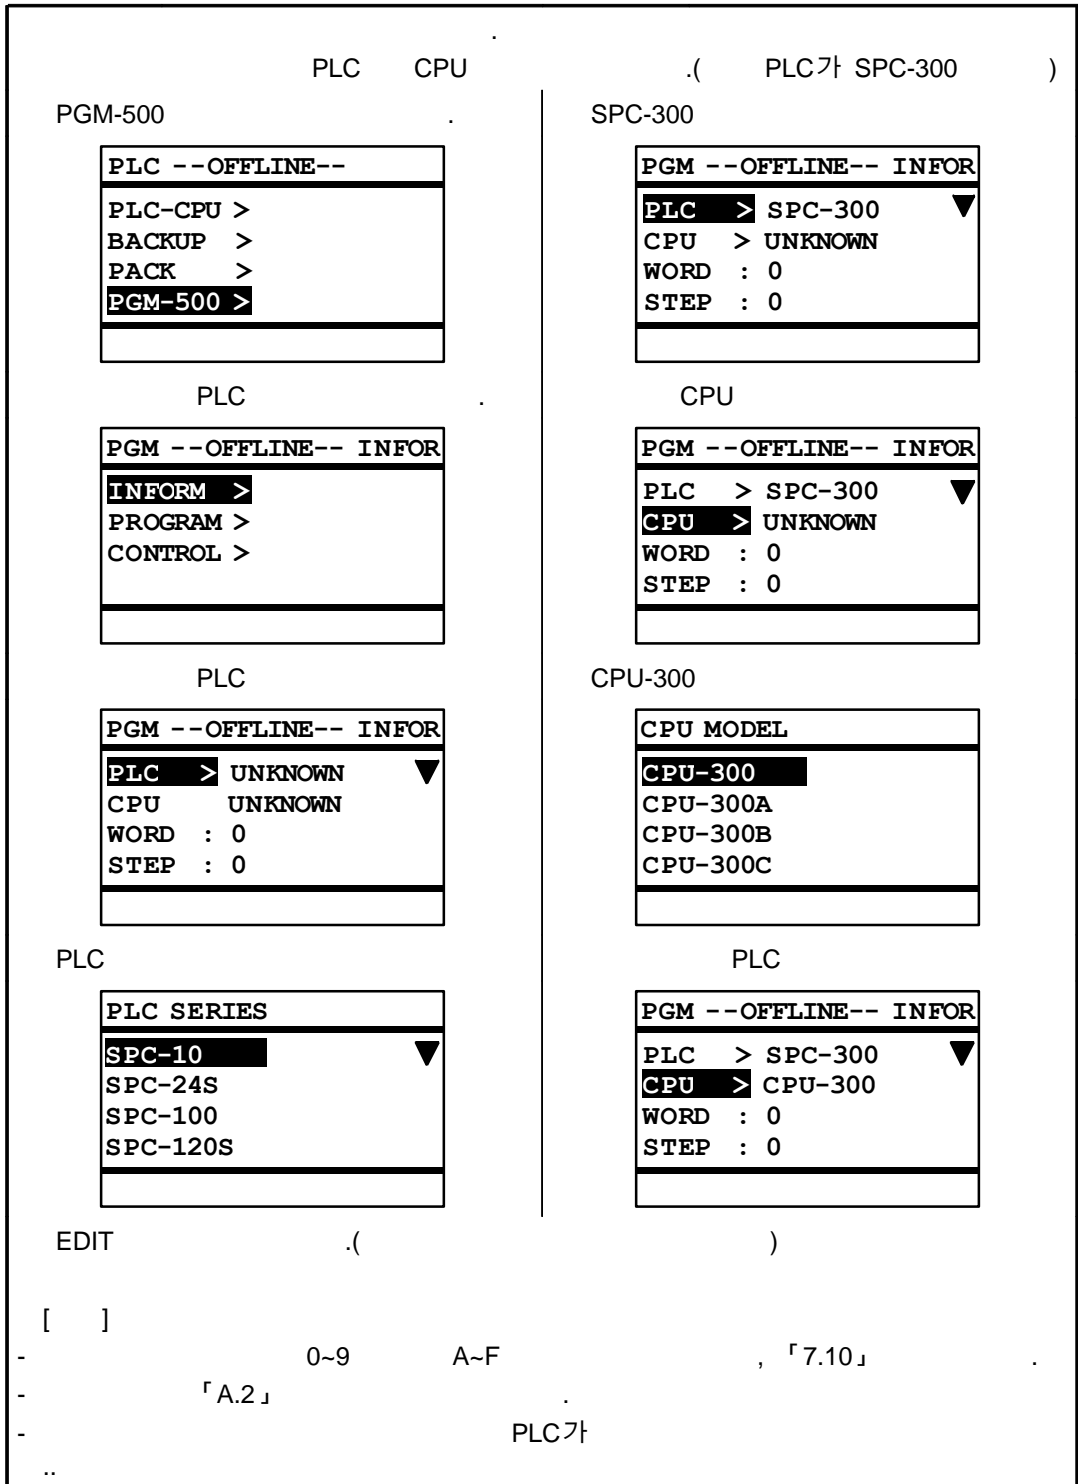 .
PLC CPU .( PLC가 SPC-300 )
PGM-500 .
PLC --OFFLINE--
PLC-CPU >
BACKUP >
PACK >
PGM-500 >
PLC .
PGM --OFFLINE-- INFOR
INFORM >
PROGRAM >
CONTROL >
PLC
PGM --OFFLINE-- INFOR
PLC > UNKNOWN ▼
CPU UNKNOWN
WORD : 0
STEP : 0
PLC
PLC SERIES
SPC-10 ▼
SPC-24S
SPC-100
SPC-120S
SPC-300
PGM --OFFLINE-- INFOR
PLC > SPC-300 ▼
CPU > UNKNOWN
WORD : 0
STEP : 0
CPU
PGM --OFFLINE-- INFOR
PLC > SPC-300 ▼
CPU > UNKNOWN
WORD : 0
STEP : 0
CPU-300
CPU MODEL
CPU-300
CPU-300A
CPU-300B
CPU-300C
PLC
PGM --OFFLINE-- INFOR
PLC > SPC-300 ▼
CPU > CPU-300
WORD : 0
STEP : 0
EDIT .( )
[ ]
- 0~9 A~F , 「7.10」 .
- 「A.2」 .
- PLC가
..